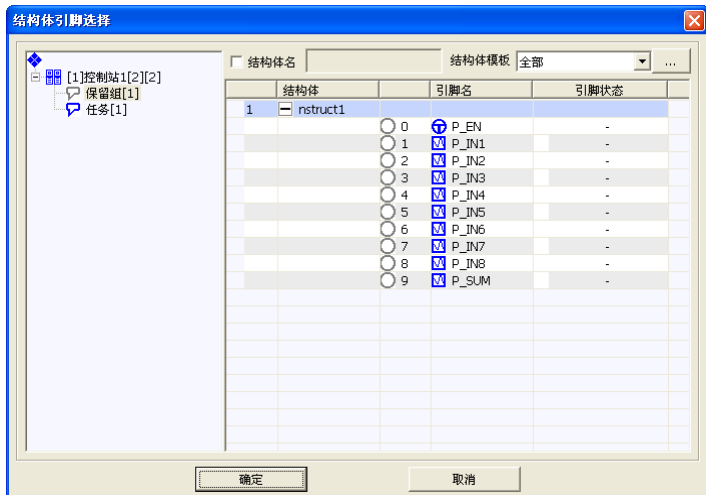 结构体引脚选择
[1]控制站1[2][2]
保留组[1]
任务[1]
结构体名 结构体模板 全部 ...
结构体 引脚名 引脚状态
1 nstruct1
0 P_EN -
1 P_IN1 -
2 P_IN2 -
3 P_IN3 -
4 P_IN4 -
5 P_IN5 -
6 P_IN6 -
7 P_IN7 -
8 P_IN8 -
9 P_SUM -
确定 取消